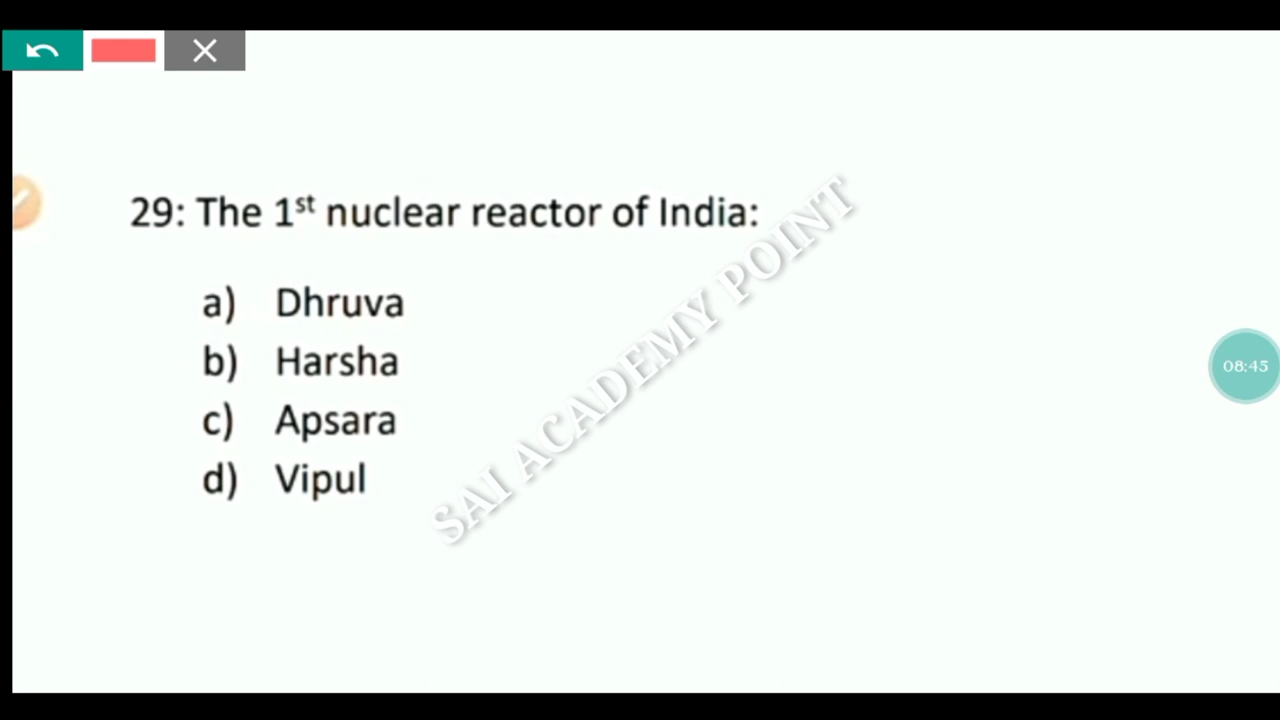 29: The 1st nuclear reactor of India:
a) Dhruva
b) Harsha
c) Apsara
d) Vipul
SAI ACADEMY POINT
08:45